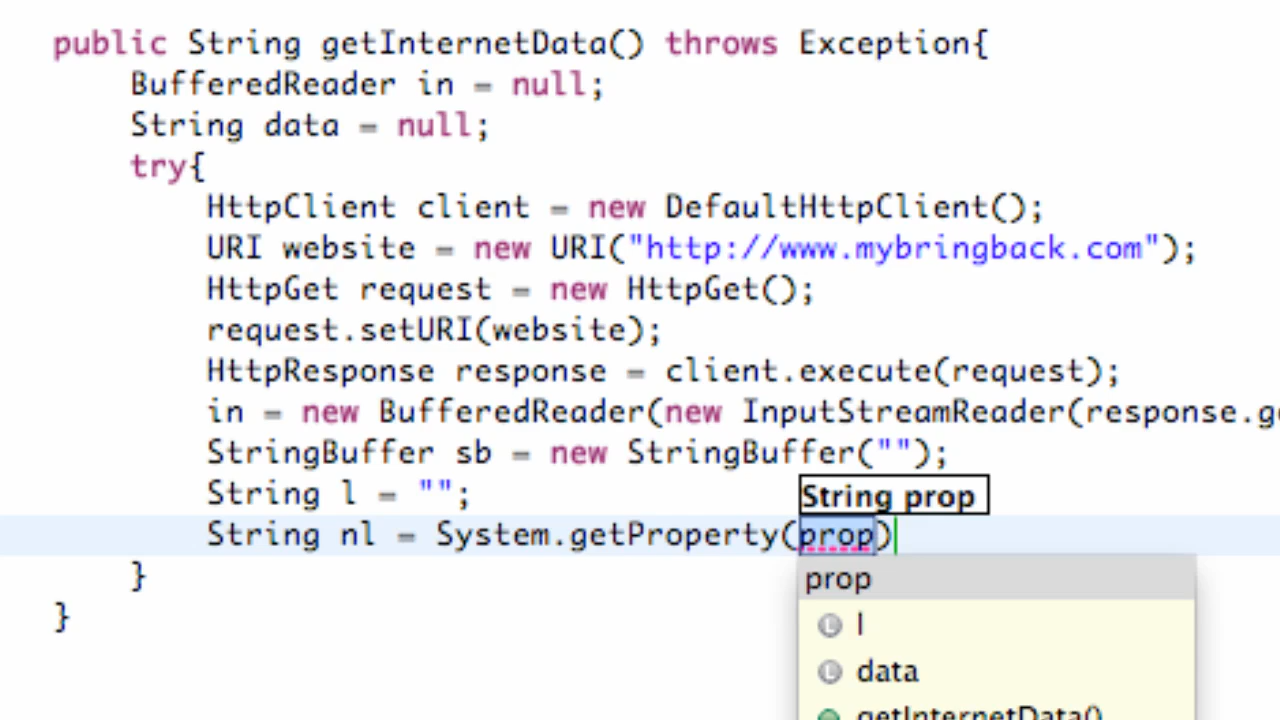 public String getInternetData() throws Exception{
BufferedReader in = null;
String data = null;
try{
HttpClient client = new DefaultHttpClient();
URI website = new URI("http://www.mybringback.com");
HttpGet request = new HttpGet();
request.setURI(website);
HttpResponse response = client.execute(request);
in = new BufferedReader(new InputStreamReader(response.g
StringBuffer sb = new StringBuffer("");
String l = "";
String prop
String nl = System.getProperty(prop)
}
prop
}
L l
L data
getInternetData()